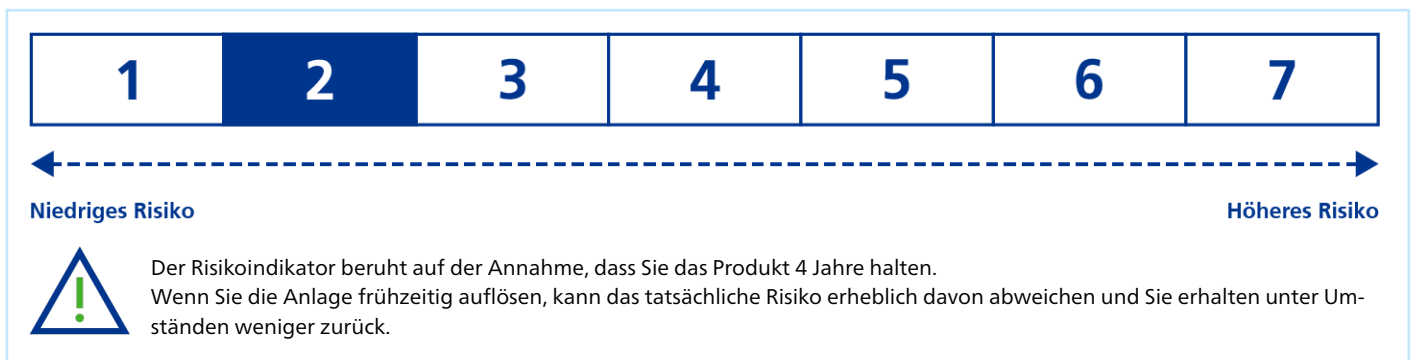 1 2 3 4 5 6 7
Niedriges Risiko Höheres Risiko
Der Risikoindikator beruht auf der Annahme, dass Sie das Produkt 4 Jahre halten.
Wenn Sie die Anlage frühzeitig auflösen, kann das tatsächliche Risiko erheblich davon abweichen und Sie erhalten unter Um-
ständen weniger zurück.